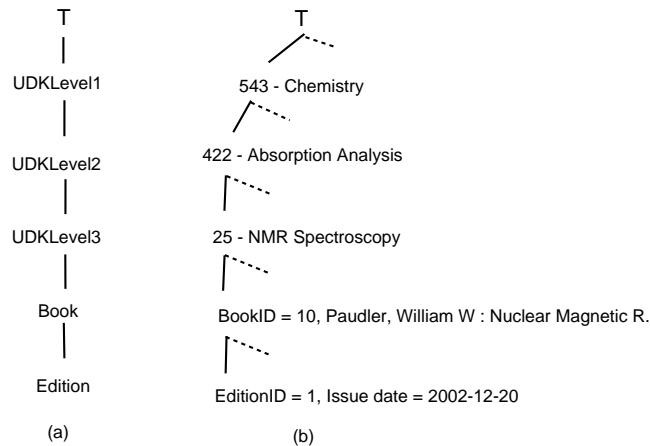 T
UDKLevel1
UDKLevel2
UDKLevel3
Book
Edition
(a)
T
543 - Chemistry
422 - Absorption Analysis
25 - NMR Spectroscopy
BookID = 10, Paudler, William W : Nuclear Magnetic R.
EditionID = 1, Issue date = 2002-12-20
(b)